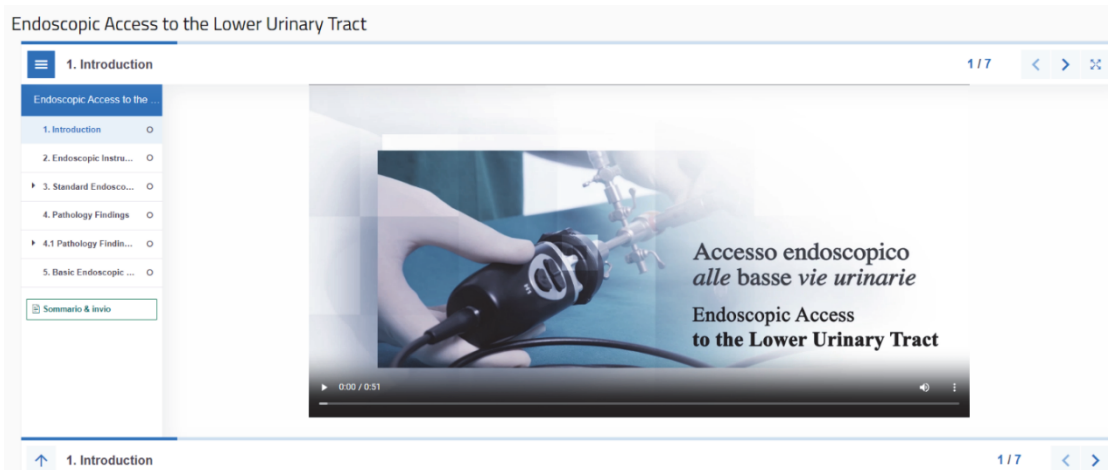 Endoscopic Access to the Lower Urinary Tract
1. Introduction
1 / 7
Endoscopic Access to the ...
1. Introduction
2. Endoscopic Instru...
3. Standard Endosco...
4. Pathology Findings
4.1 Pathology Findin...
5. Basic Endoscopic ...
Sommario & invio
H1
Accesso endoscopico
alle basse vie urinarie
Endoscopic Access
to the Lower Urinary Tract
0:00 / 0:51
1. Introduction
1 / 7